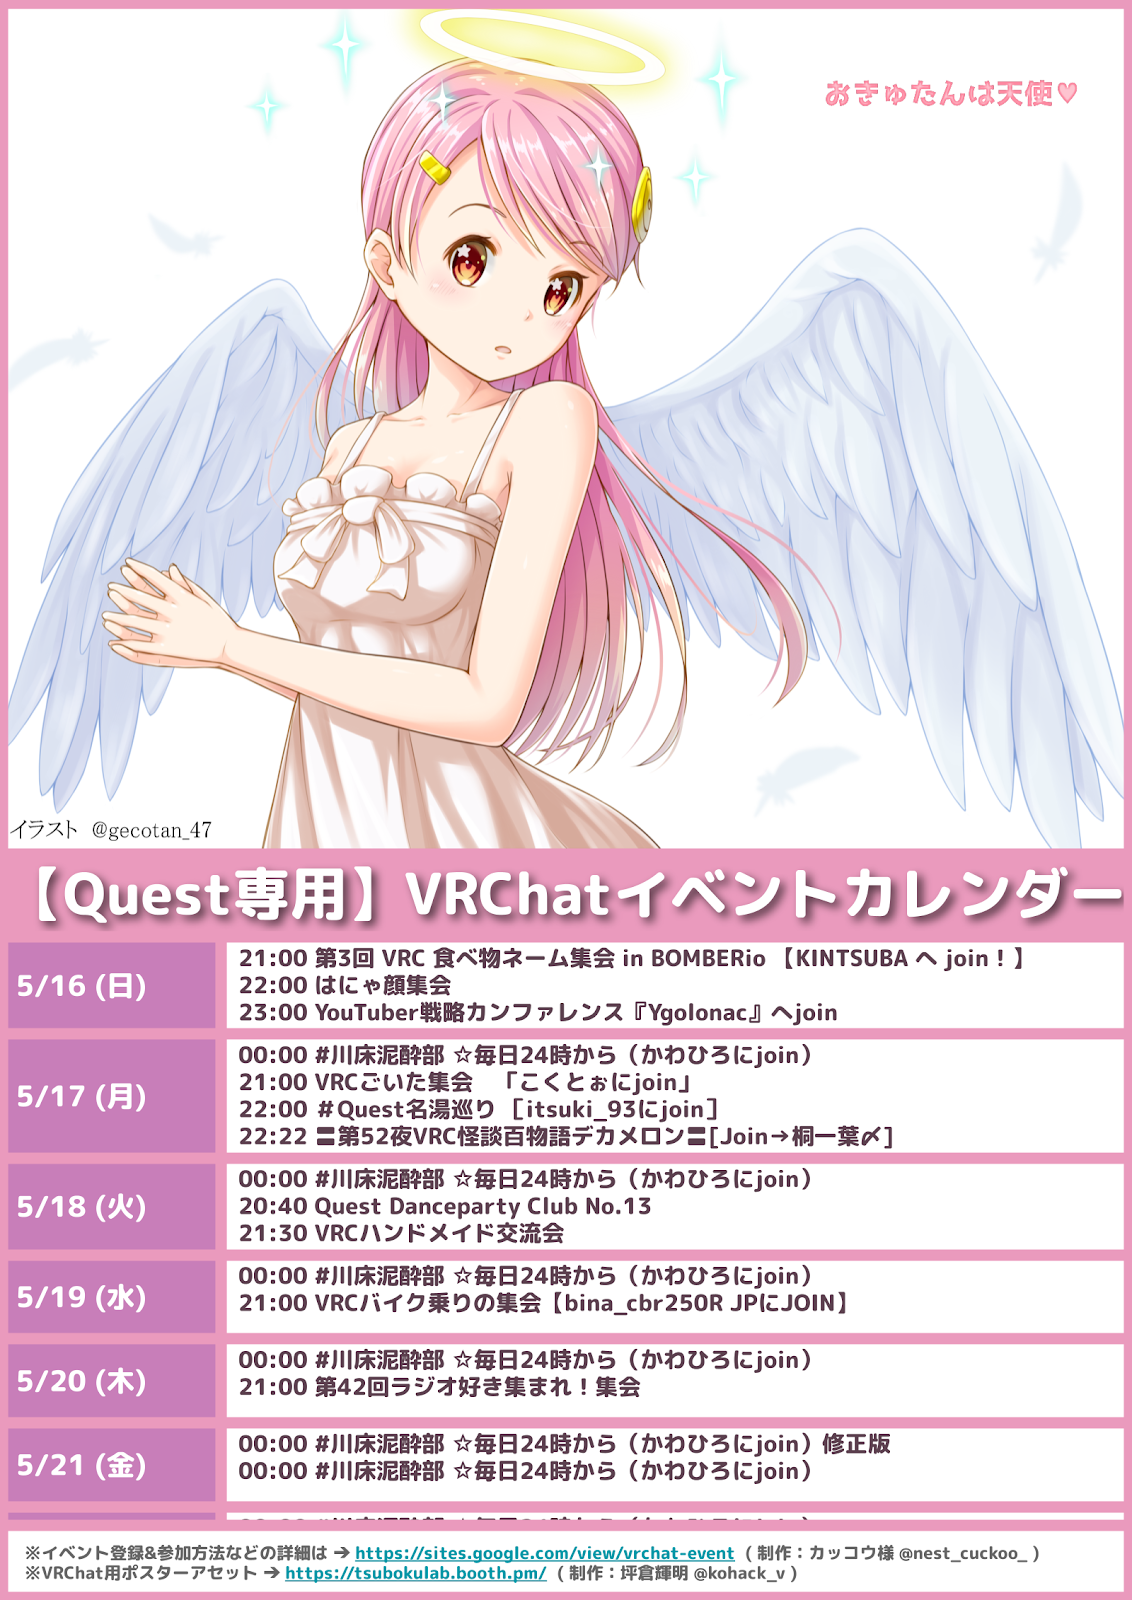 おきゅたんは天使♥
イラスト @gecotan_47
【Quest専用】VRChatイベントカレンダー
5/16 (日)
21:00 第3回 VRC 食べ物ネーム集会 in BOMBERio 【KINTSUBA へ join！】
22:00 はにゃ顔集会
23:00 YouTuber戦略カンファレンス『Ygolonac』へjoin
5/17 (月)
00:00 #川床泥酔部 ☆毎日24時から（かわひろにjoin）
21:00 VRCごいた集会　「こくとぉにjoin」
22:00 ＃Quest名湯巡り ［itsuki_93にjoin］
22:22 〓第52夜VRC怪談百物語デカメロン〓[Join→桐一葉〆]
5/18 (火)
00:00 #川床泥酔部 ☆毎日24時から（かわひろにjoin）
20:40 Quest Danceparty Club No.13
21:30 VRCハンドメイド交流会
5/19 (水)
00:00 #川床泥酔部 ☆毎日24時から（かわひろにjoin）
21:00 VRCバイク乗りの集会【bina_cbr250R JPにJOIN】
5/20 (木)
00:00 #川床泥酔部 ☆毎日24時から（かわひろにjoin）
21:00 第42回ラジオ好き集まれ！集会
5/21 (金)
00:00 #川床泥酔部 ☆毎日24時から（かわひろにjoin）修正版
00:00 #川床泥酔部 ☆毎日24時から（かわひろにjoin）
※イベント登録&参加方法などの詳細は → https://sites.google.com/view/vrchat-event ( 制作：カッコウ様 @nest_cuckoo_ )
※VRChat用ポスターアセット → https://tsubokulab.booth.pm/ ( 制作：坪倉輝明 @kohack_v )